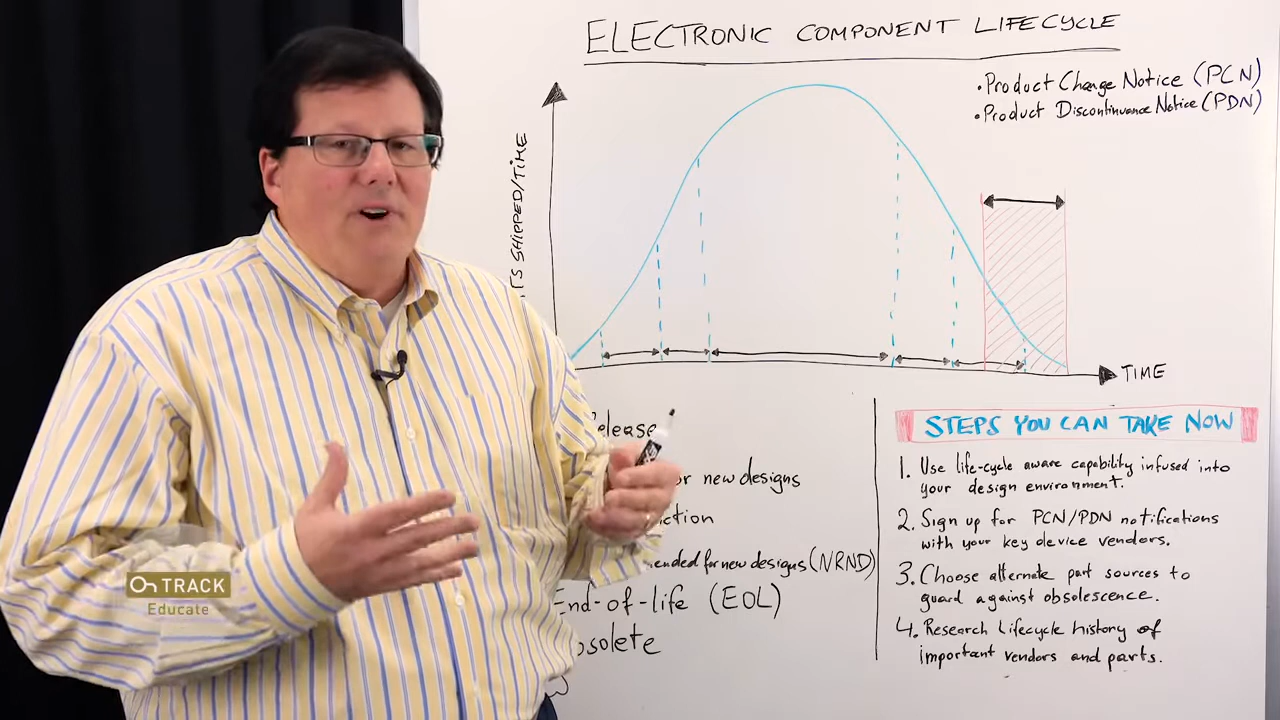 ELECTRONIC COMPONENT LIFECYCLE
• Product Change Notice (PCN)
• Product Discontinuance Notice (PDN)
SHIPPED/TIME
TIME
STEPS YOU CAN TAKE NOW
1. Use life-cycle aware capability infused into
your design environment.
2. Sign up for PCN/PDN notifications
with your key device vendors.
3. Choose alternate part sources to
guard against obsolescence.
4. Research Lifecycle history of
important vendors and parts.
elease
or new designs
ction
ended for new designs (NRND)
End-of-life (EOL)
bsolete
On TRACK
Educate